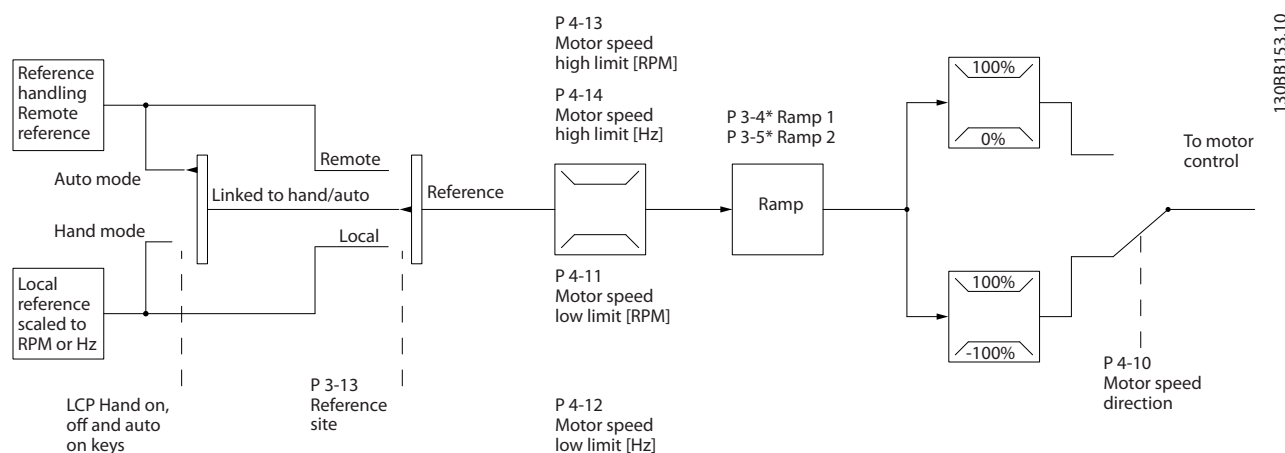 Reference
handling
Remote
reference
Auto mode
Hand mode
Local
reference
scaled to
RPM or Hz
LCP Hand on,
off and auto
on keys
Linked to hand/auto
Remote
Local
P 3-13
Reference
site
Reference
P 4-13
Motor speed
high limit [RPM]
P 4-14
Motor speed
high limit [Hz]
P 4-11
Motor speed
low limit [RPM]
P 4-12
Motor speed
low limit [Hz]
P 3-4* Ramp 1
P 3-5* Ramp 2
Ramp
100%
0%
100%
-100%
To motor
control
P 4-10
Motor speed
direction
130BB153.10